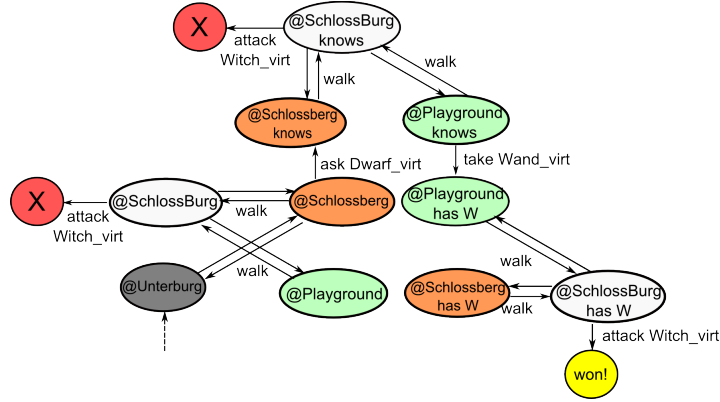 X
@SchlossBurg
knows
attack
Witch_virt
walk
walk
@Schlossberg
knows
@Playground
knows
ask Dwarf_virt
take Wand_virt
X
@SchlossBurg
@Schlossberg
@Playground
has W
attack
Witch_virt
walk
walk
walk
@Unterburg
@Playground
@Schlossberg
has W
walk
@SchlossBurg
has W
attack Witch_virt
won!